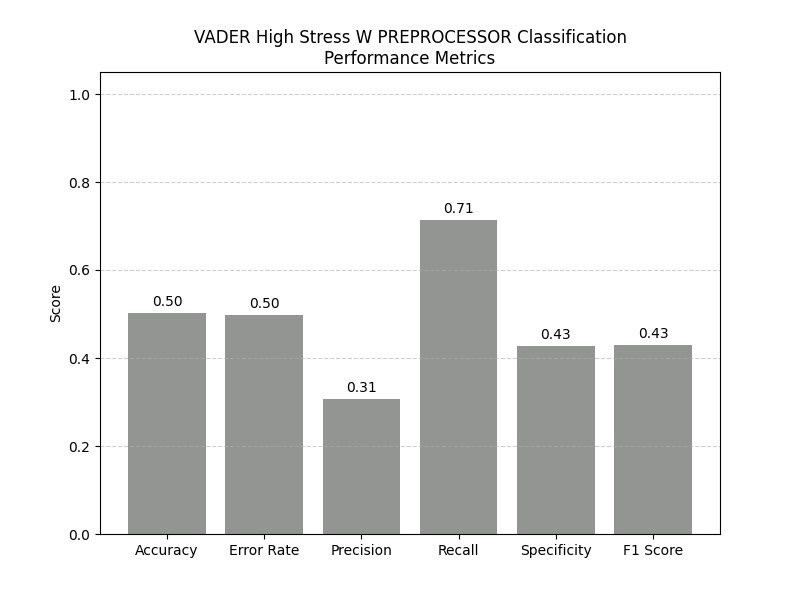 VADER High Stress W PREPROCESSOR Classification
Performance Metrics
Score
1.0
0.8
0.6
0.4
0.2
0.0
0.50
0.50
0.31
0.71
0.43
0.43
Accuracy
Error Rate
Precision
Recall
Specificity
F1 Score